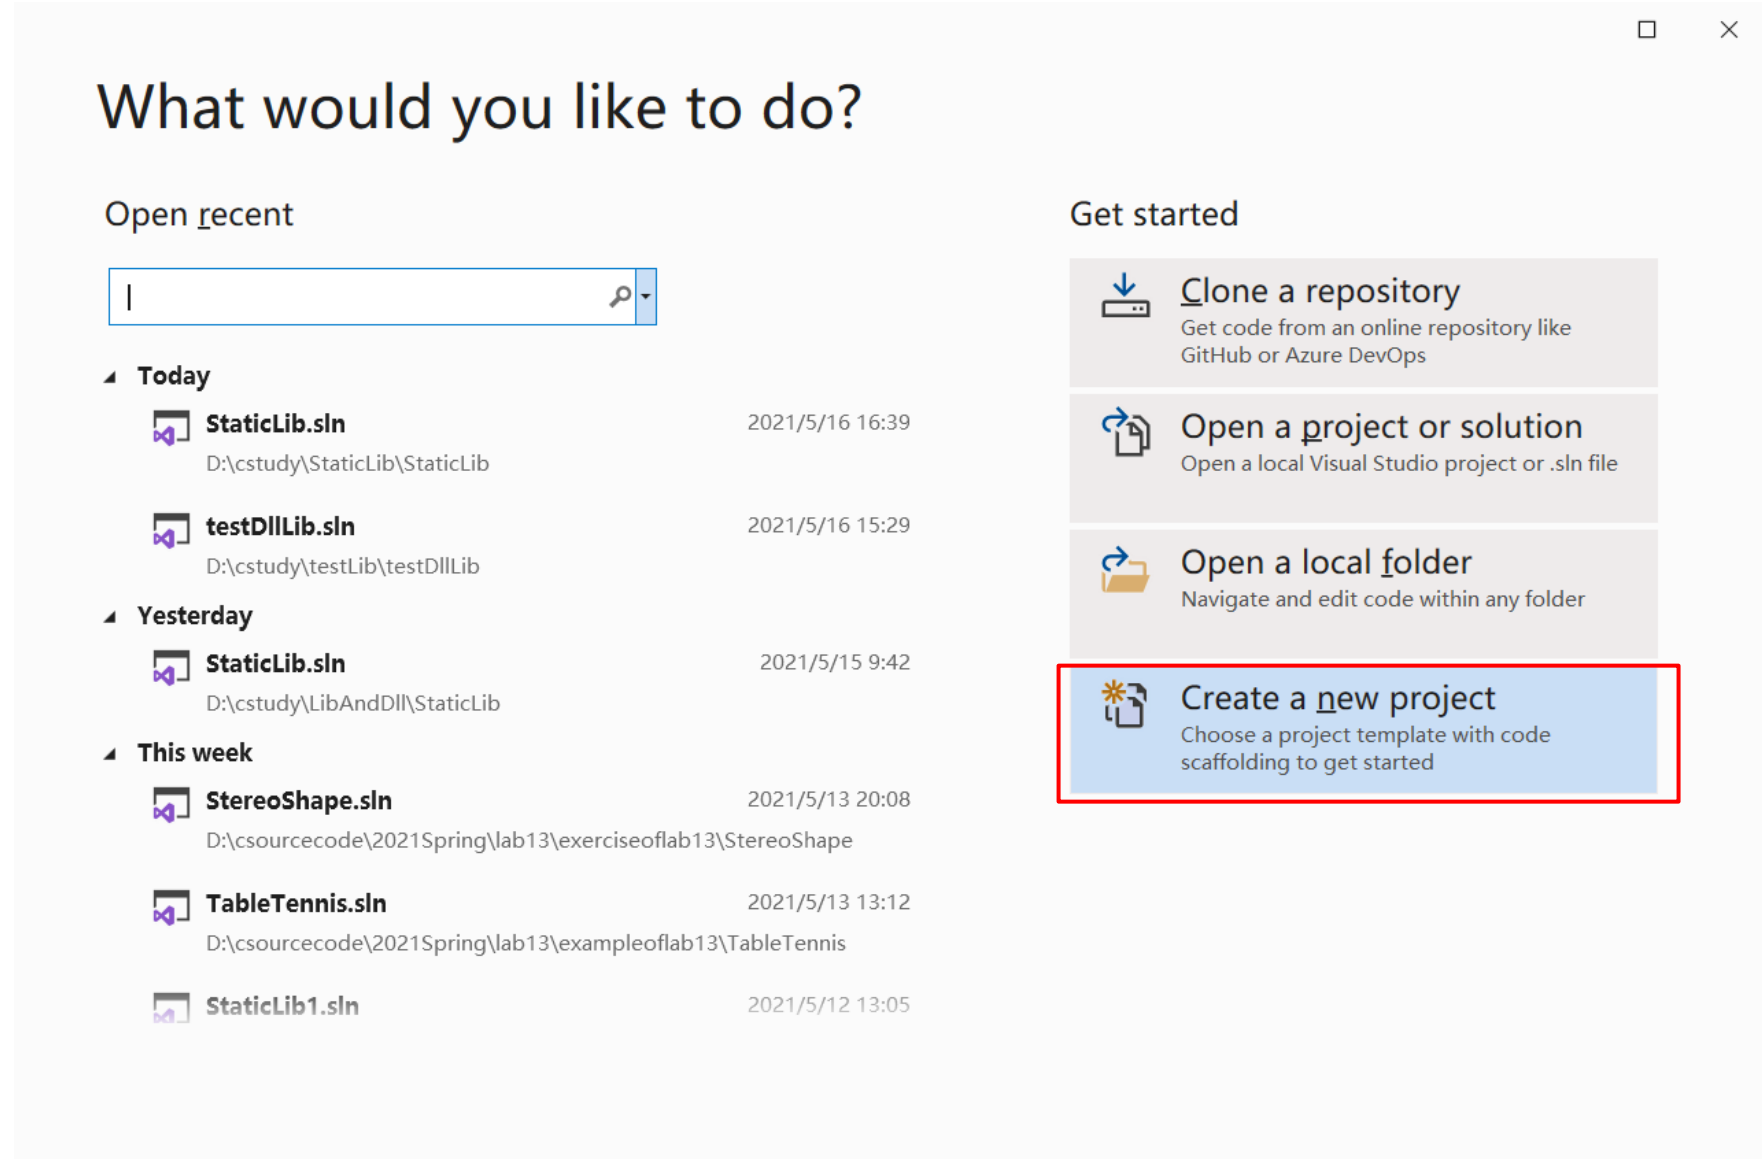 What would you like to do?
Open recent
Today
StaticLib.sln 2021/5/16 16:39
D:\cstudy\StaticLib\StaticLib
testDllLib.sln 2021/5/16 15:29
D:\cstudy\testLib\testDllLib
Yesterday
StaticLib.sln 2021/5/15 9:42
D:\cstudy\LibAndDll\StaticLib
This week
StereoShape.sln 2021/5/13 20:08
D:\csourcecode\2021Spring\lab13\exerciseoflab13\StereoShape
TableTennis.sln 2021/5/13 13:12
D:\csourcecode\2021Spring\lab13\exampleoflab13\TableTennis
StaticLib1.sln 2021/5/12 13:05
Get started
Clone a repository
Get code from an online repository like
GitHub or Azure DevOps
Open a project or solution
Open a local Visual Studio project or .sln file
Open a local folder
Navigate and edit code within any folder
Create a new project
Choose a project template with code
scaffolding to get started